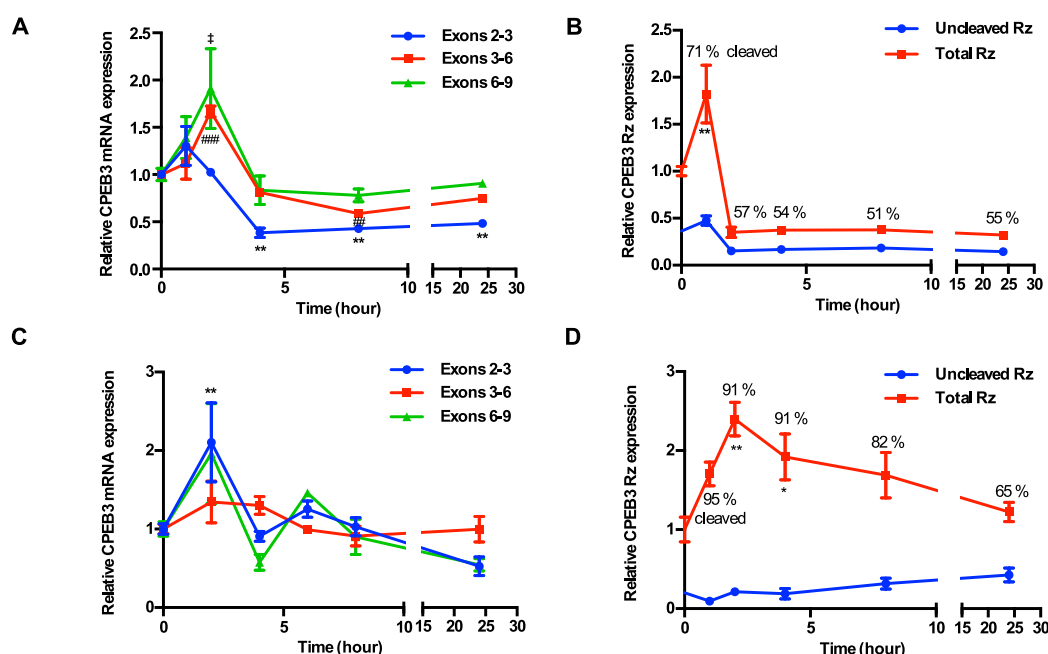 A
Relative CPEB3 mRNA expression
2.5
2.0
1.5
1.0
0.5
0.0
0
5
10
15
20
25
30
Time (hour)
Exons 2-3
Exons 3-6
Exons 6-9
‡
###
##
**
**
**
B
Relative CPEB3 Rz expression
2.5
2.0
1.5
1.0
0.5
0.0
0
5
10
15
20
25
30
Time (hour)
Uncleaved Rz
Total Rz
71 % cleaved
**
57 %
54 %
51 %
55 %
C
Relative CPEB3 mRNA expression
3
2
1
0
0
5
10
15
20
25
30
Time (hour)
Exons 2-3
Exons 3-6
Exons 6-9
**
D
Relative CPEB3 Rz expression
3
2
1
0
0
5
10
15
20
25
30
Time (hour)
Uncleaved Rz
Total Rz
95 %
cleaved
91 %
**
91 %
*
82 %
65 %